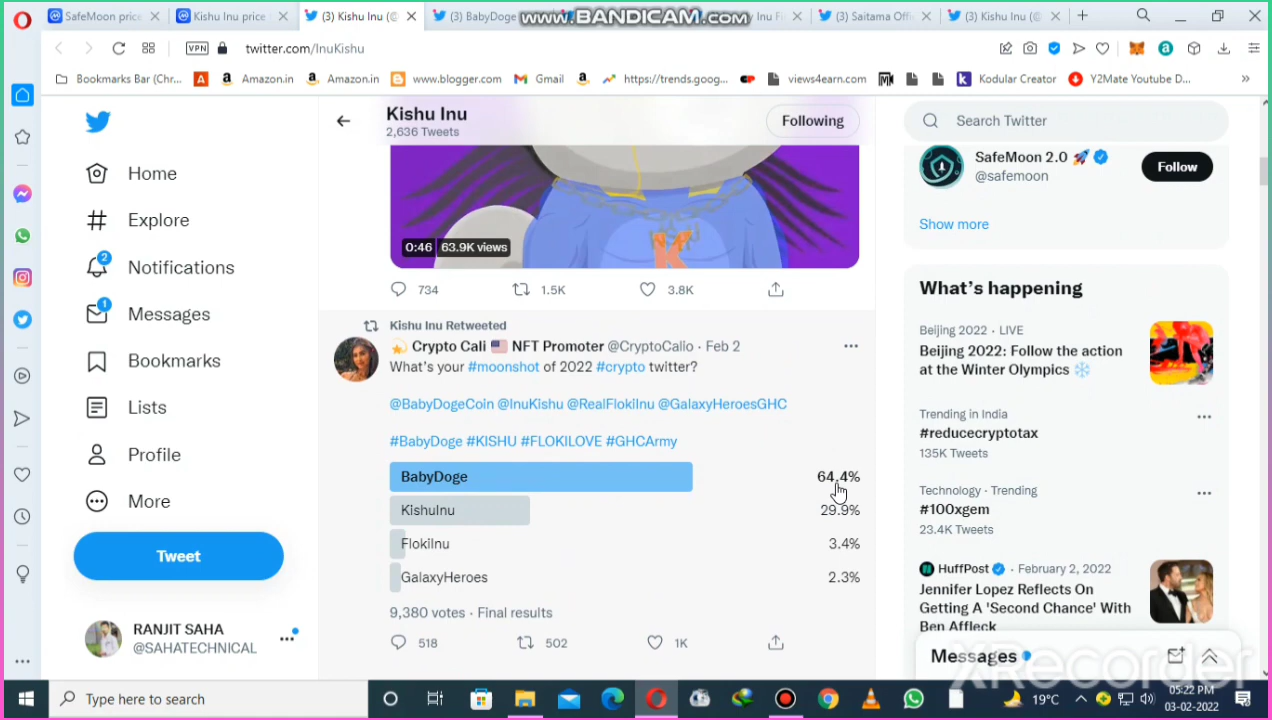 SafeMoon price
Kishu Inu price
(3) Kishu Inu (@
(3) BabyDoge
www.BANDICAM.com
Inu Fi
(3) Saitama Offi
(3) Kishu Inu (@
VPN
twitter.com/InuKishu
Bookmarks Bar (Chr...
Amazon.in
Amazon.in
www.blogger.com
Gmail
https://trends.goog...
views4earn.com
Kodular Creator
Y2Mate Youtube D...
Home
Explore
2
Notifications
1
Messages
Bookmarks
Lists
Profile
More
Tweet
RANJIT SAHA
@SAHATECHNICAL
Kishu Inu
2,636 Tweets
Following
K
0:46
63.9K views
734
1.5K
3.8K
Kishu Inu Retweeted
💫 Crypto Cali 🇺🇸 NFT Promoter @CryptoCalio · Feb 2
What's your #moonshot of 2022 #crypto twitter?
@BabyDogeCoin @InuKishu @RealFlokiInu @GalaxyHeroesGHC
#BabyDoge #KISHU #FLOKILOVE #GHCArmy
BabyDoge 64.4%
KishuInu 29.9%
FlokiInu 3.4%
GalaxyHeroes 2.3%
9,380 votes · Final results
518
502
1K
Search Twitter
SafeMoon 2.0 🚀
@safemoon
Follow
Show more
What's happening
Beijing 2022 · LIVE
Beijing 2022: Follow the action
at the Winter Olympics ❄️
Trending in India
#reducecryptotax
135K Tweets
Technology · Trending
#100xgem
23.4K Tweets
HuffPost · February 2, 2022
Jennifer Lopez Reflects On
Getting A 'Second Chance' With
Ben Affleck
Messages
XRecorder
Type here to search
19°C
05:22 PM
03-02-2022